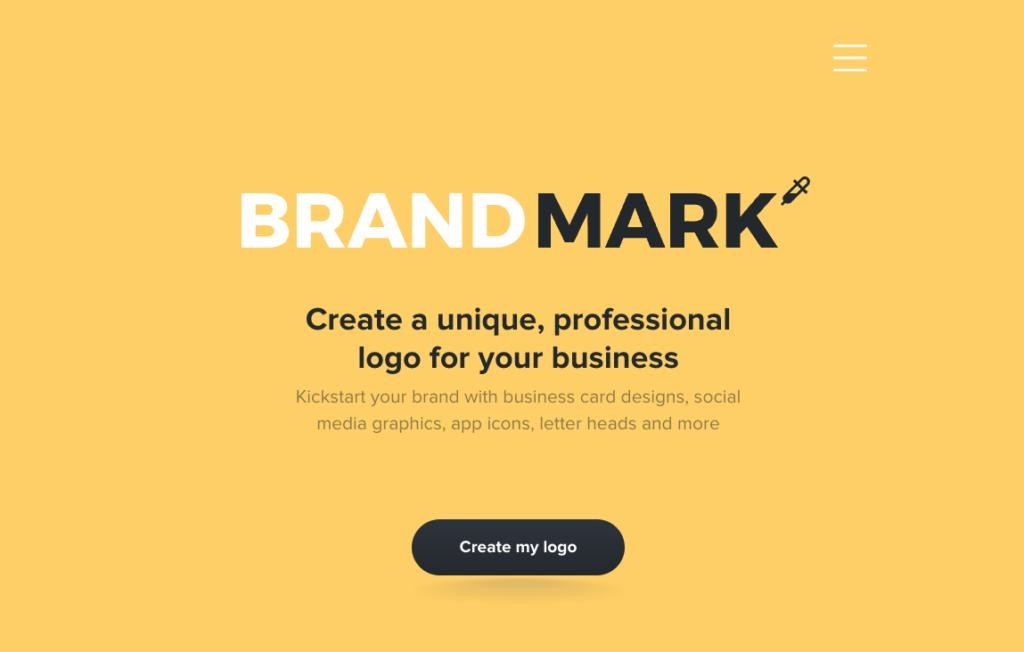 BRANDMARK
Create a unique, professional
logo for your business
Kickstart your brand with business card designs, social
media graphics, app icons, letter heads and more
Create my logo